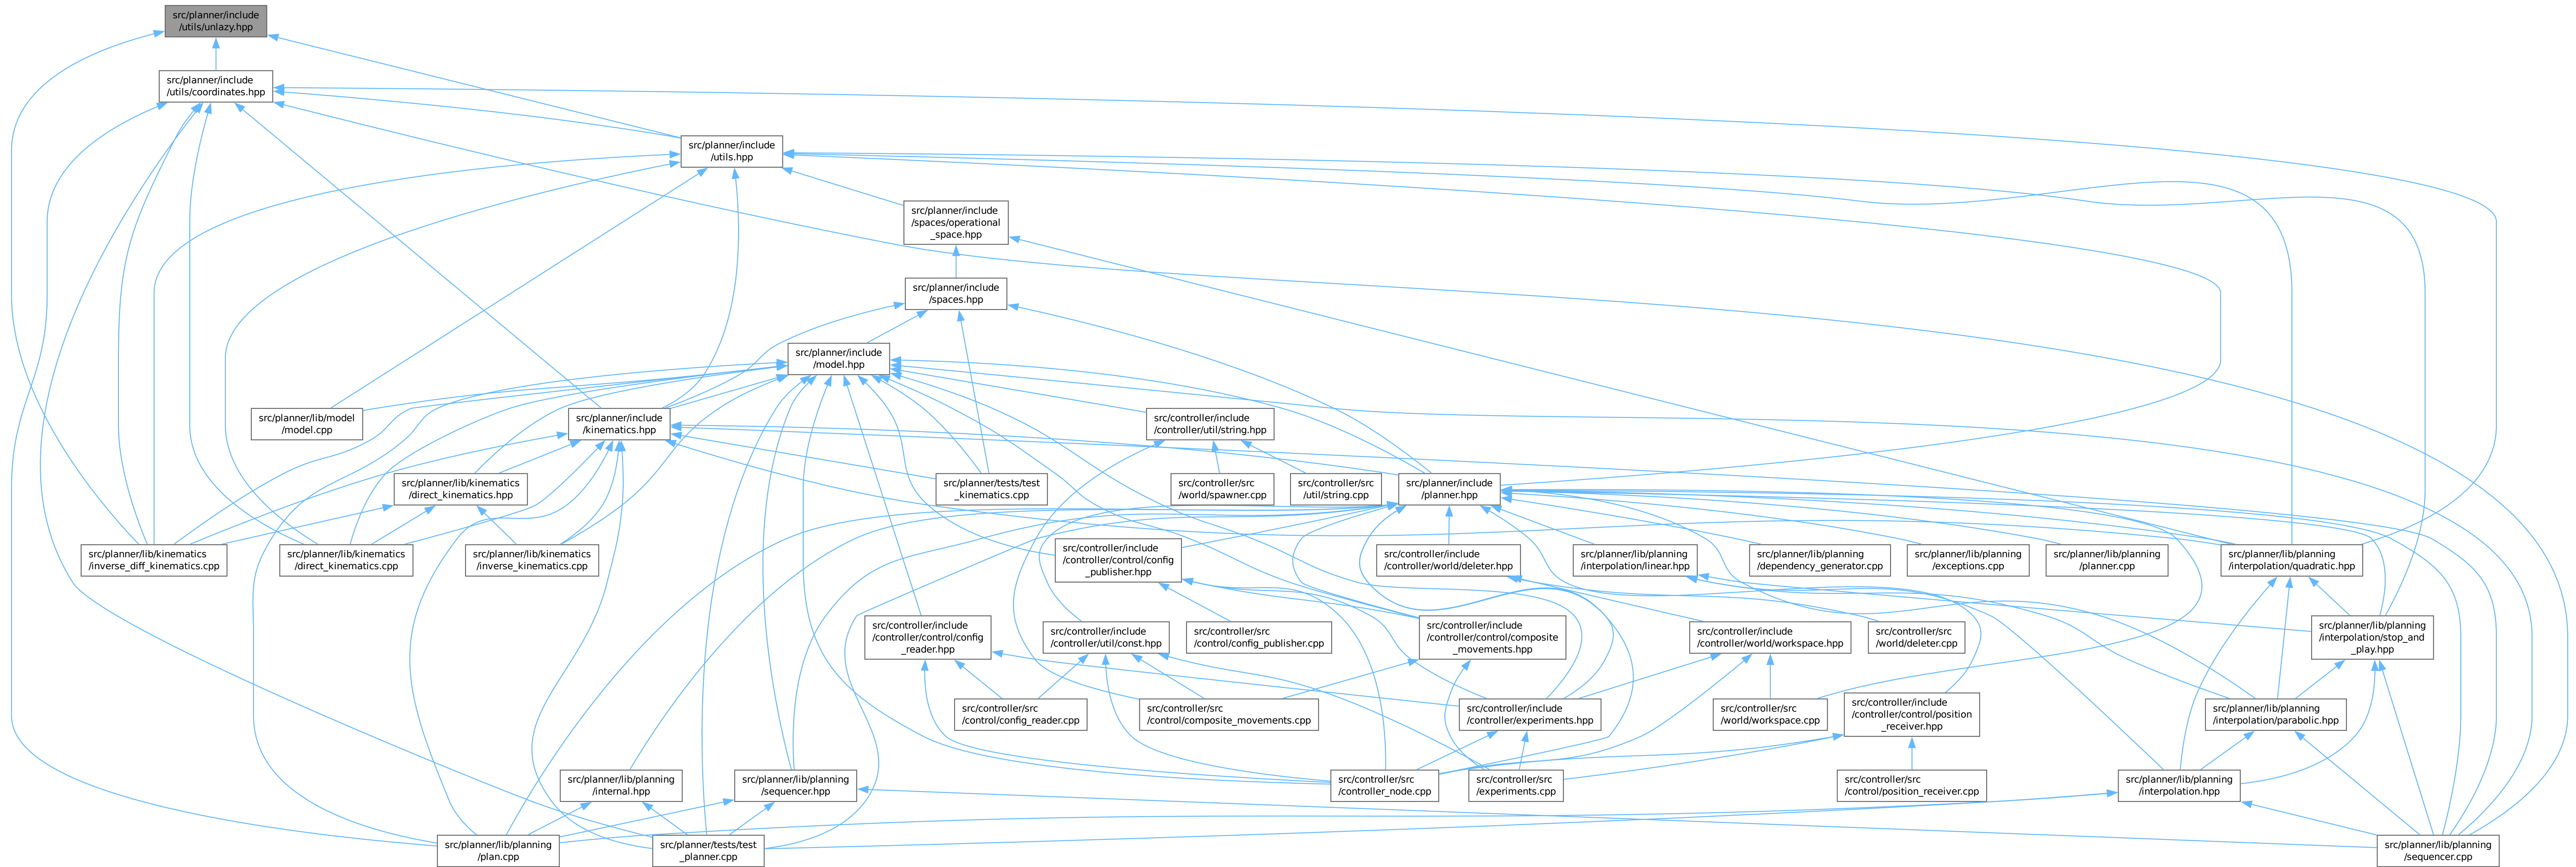 src/planner/include
/utils/unlazy.hpp
src/planner/include
/utils/coordinates.hpp
src/planner/include
/utils.hpp
src/planner/include
/spaces/operational
_space.hpp
src/planner/include
/spaces.hpp
src/planner/include
/model.hpp
src/planner/lib/model
/model.cpp
src/planner/include
/kinematics.hpp
src/controller/include
/controller/util/string.hpp
src/planner/lib/kinematics
/direct_kinematics.hpp
src/planner/tests/test
_kinematics.cpp
src/controller/src
/world/spawner.cpp
src/controller/src
/util/string.cpp
src/planner/include
/planner.hpp
src/planner/lib/kinematics
/inverse_diff_kinematics.cpp
src/planner/lib/kinematics
/direct_kinematics.cpp
src/planner/lib/kinematics
/inverse_kinematics.cpp
src/controller/include
/controller/control/config
_publisher.hpp
src/controller/include
/controller/world/deleter.hpp
src/planner/lib/planning
/interpolation/linear.hpp
src/planner/lib/planning
/dependency_generator.cpp
src/planner/lib/planning
/exceptions.cpp
src/planner/lib/planning
/planner.cpp
src/planner/lib/planning
/interpolation/quadratic.hpp
src/controller/include
/controller/control/config
_reader.hpp
src/controller/include
/controller/util/const.hpp
src/controller/src
/control/config_publisher.cpp
src/controller/include
/controller/control/composite
_movements.hpp
src/controller/include
/controller/world/workspace.hpp
src/controller/src
/world/deleter.cpp
src/planner/lib/planning
/interpolation/stop_and
_play.hpp
src/controller/src
/control/config_reader.cpp
src/controller/src
/control/composite_movements.cpp
src/controller/include
/controller/experiments.hpp
src/controller/src
/world/workspace.cpp
src/controller/include
/controller/control/position
_receiver.hpp
src/planner/lib/planning
/interpolation/parabolic.hpp
src/planner/lib/planning
/internal.hpp
src/planner/lib/planning
/sequencer.hpp
src/controller/src
/controller_node.cpp
src/controller/src
/experiments.cpp
src/controller/src
/control/position_receiver.cpp
src/planner/lib/planning
/interpolation.hpp
src/planner/lib/planning
/plan.cpp
src/planner/tests/test
_planner.cpp
src/planner/lib/planning
/sequencer.cpp